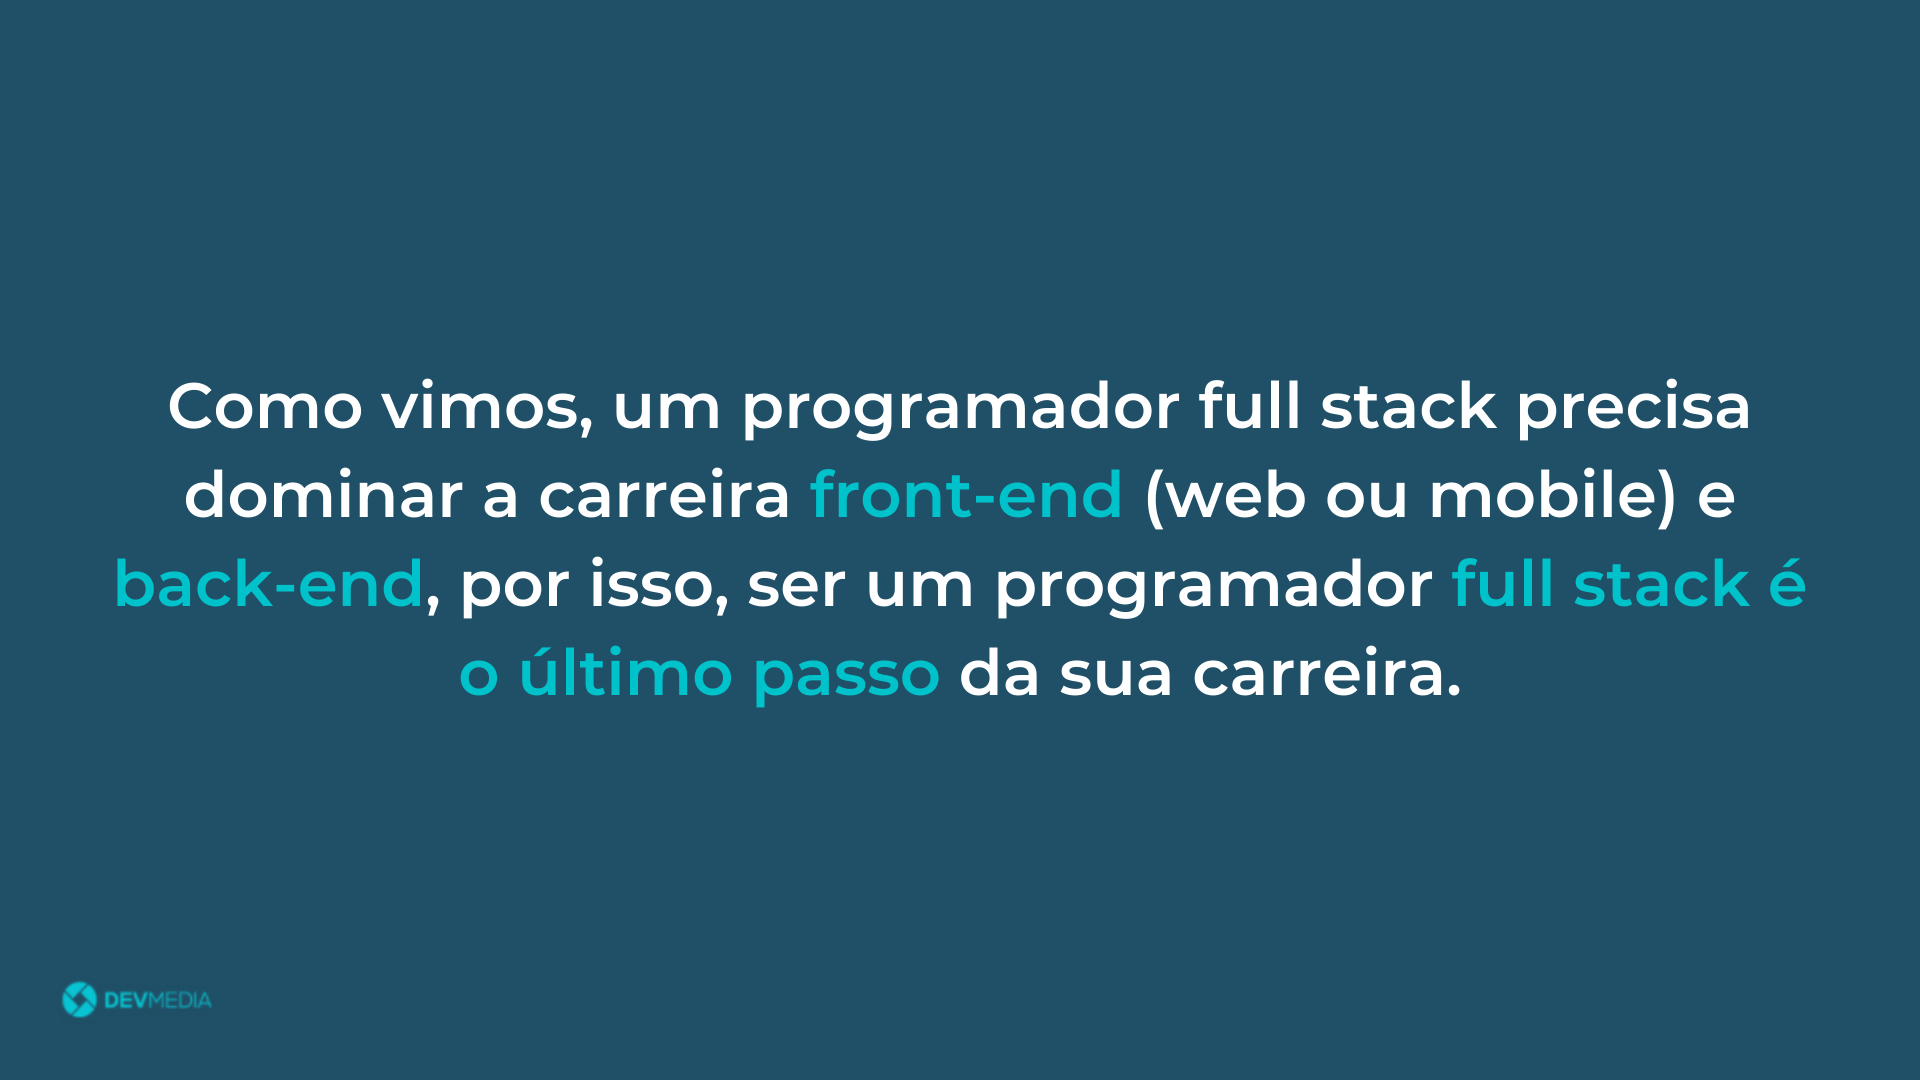 Como vimos, um programador full stack precisa
dominar a carreira front-end (web ou mobile) e
back-end, por isso, ser um programador full stack é
o último passo da sua carreira.
DEVMEDIA